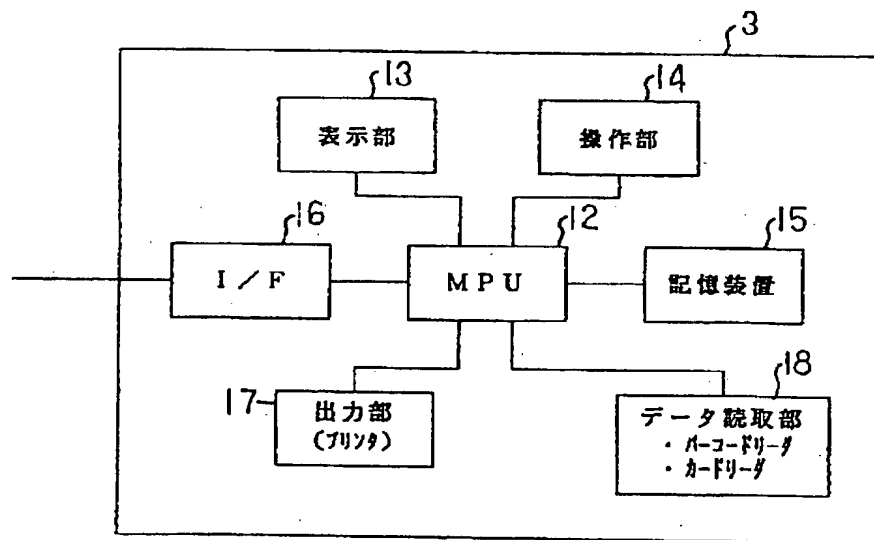 3
13
14
表示部
操作部
16
12
15
I／F
MPU
記憶装置
17
出力部
(プリンタ)
18
データ読取部
・バーコードリーダ
・カードリーダ